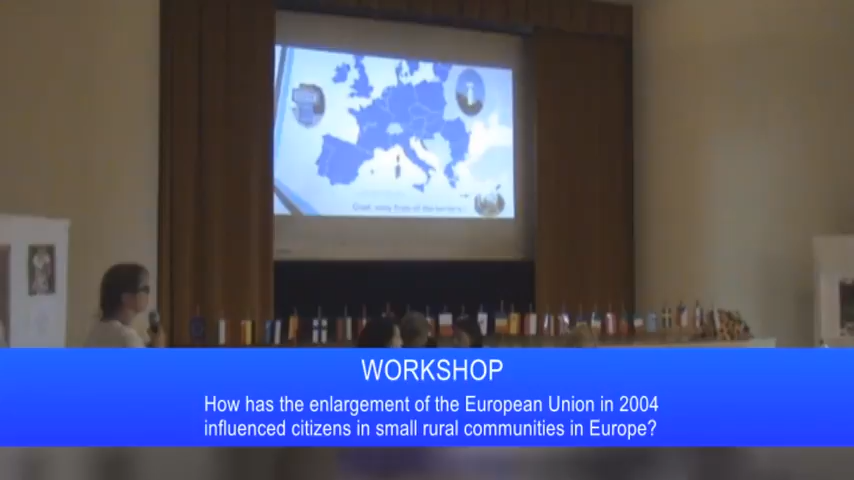 WORKSHOP
How has the enlargement of the European Union in 2004
influenced citizens in small rural communities in Europe?